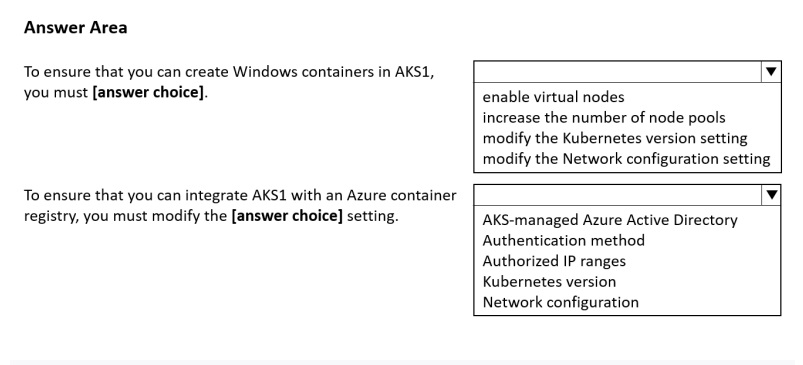 Answer Area
To ensure that you can create Windows containers in AKS1,
you must [answer choice].
enable virtual nodes
increase the number of node pools
modify the Kubernetes version setting
modify the Network configuration setting
To ensure that you can integrate AKS1 with an Azure container
registry, you must modify the [answer choice] setting.
AKS-managed Azure Active Directory
Authentication method
Authorized IP ranges
Kubernetes version
Network configuration